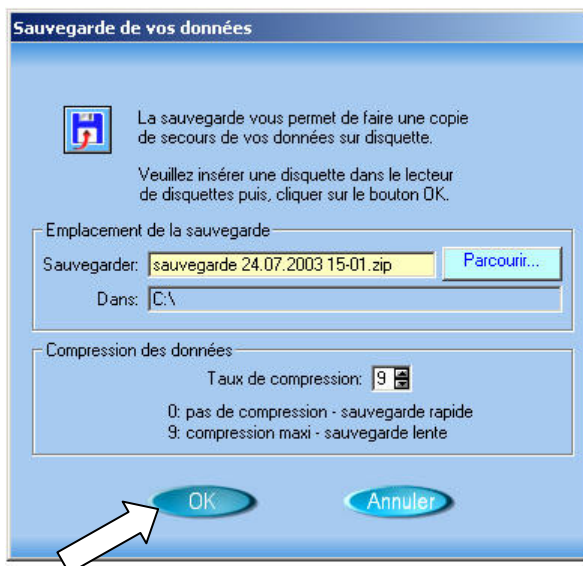 Sauvegarde de vos données
La sauvegarde vous permet de faire une copie
de secours de vos données sur disquette.
Veuillez insérer une disquette dans le lecteur
de disquettes puis, cliquer sur le bouton OK.
Emplacement de la sauvegarde
Sauvegarder: sauvegarde 24.07.2003 15-01.zip Parcourir...
Dans: C:\
Compression des données
Taux de compression: 9
0: pas de compression - sauvegarde rapide
9: compression maxi - sauvegarde lente
OK Annuler